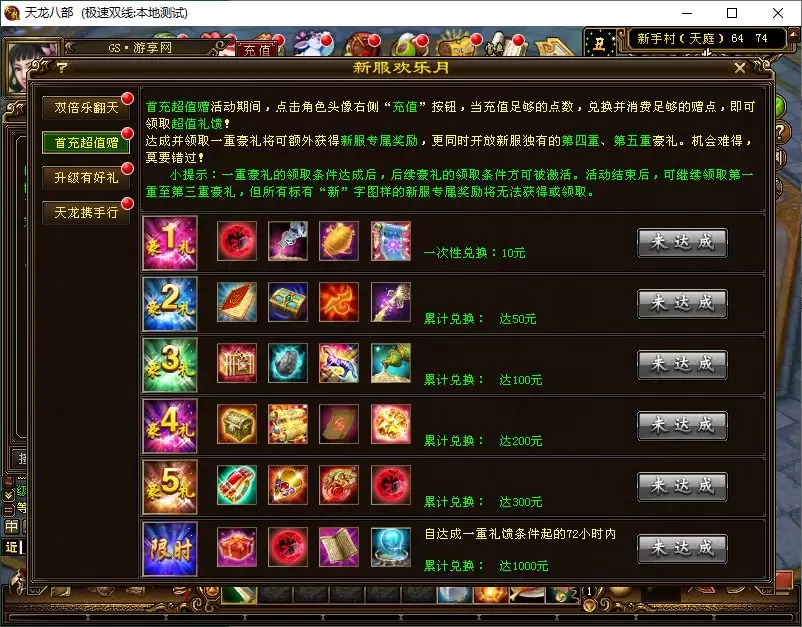 天龙八部 (极速双线:本地测试)
GS·游享网
充值
丑
新手村(天庭) 64 74
?
新服欢乐月
双倍乐翻天
首充超值赠
升级有好礼
天龙携手行
首充超值赠活动期间，点击角色头像右侧“充值”按钮，当充值足够的点数，兑换并消费足够的赠点，即可
领取超值礼馈！
达成并领取一重豪礼将可额外获得新服专属奖励，更同时开放新服独有的第四重、第五重豪礼。机会难得，
莫要错过！
小提示：一重豪礼的领取条件达成后，后续豪礼的领取条件方可被激活。活动结束后，可继续领取第一
重至第三重豪礼，但所有标有“新”字图样的新服专属奖励将无法获得或领取。
豪1礼
一次性兑换：10元
未达成
豪2礼
累计兑换： 达50元
未达成
豪3礼
累计兑换： 达100元
未达成
豪4礼
累计兑换： 达200元
未达成
豪5礼
累计兑换： 达300元
未达成
限时
自达成一重礼馈条件起的72小时内
累计兑换： 达1000元
未达成
级
等
甲
近
1